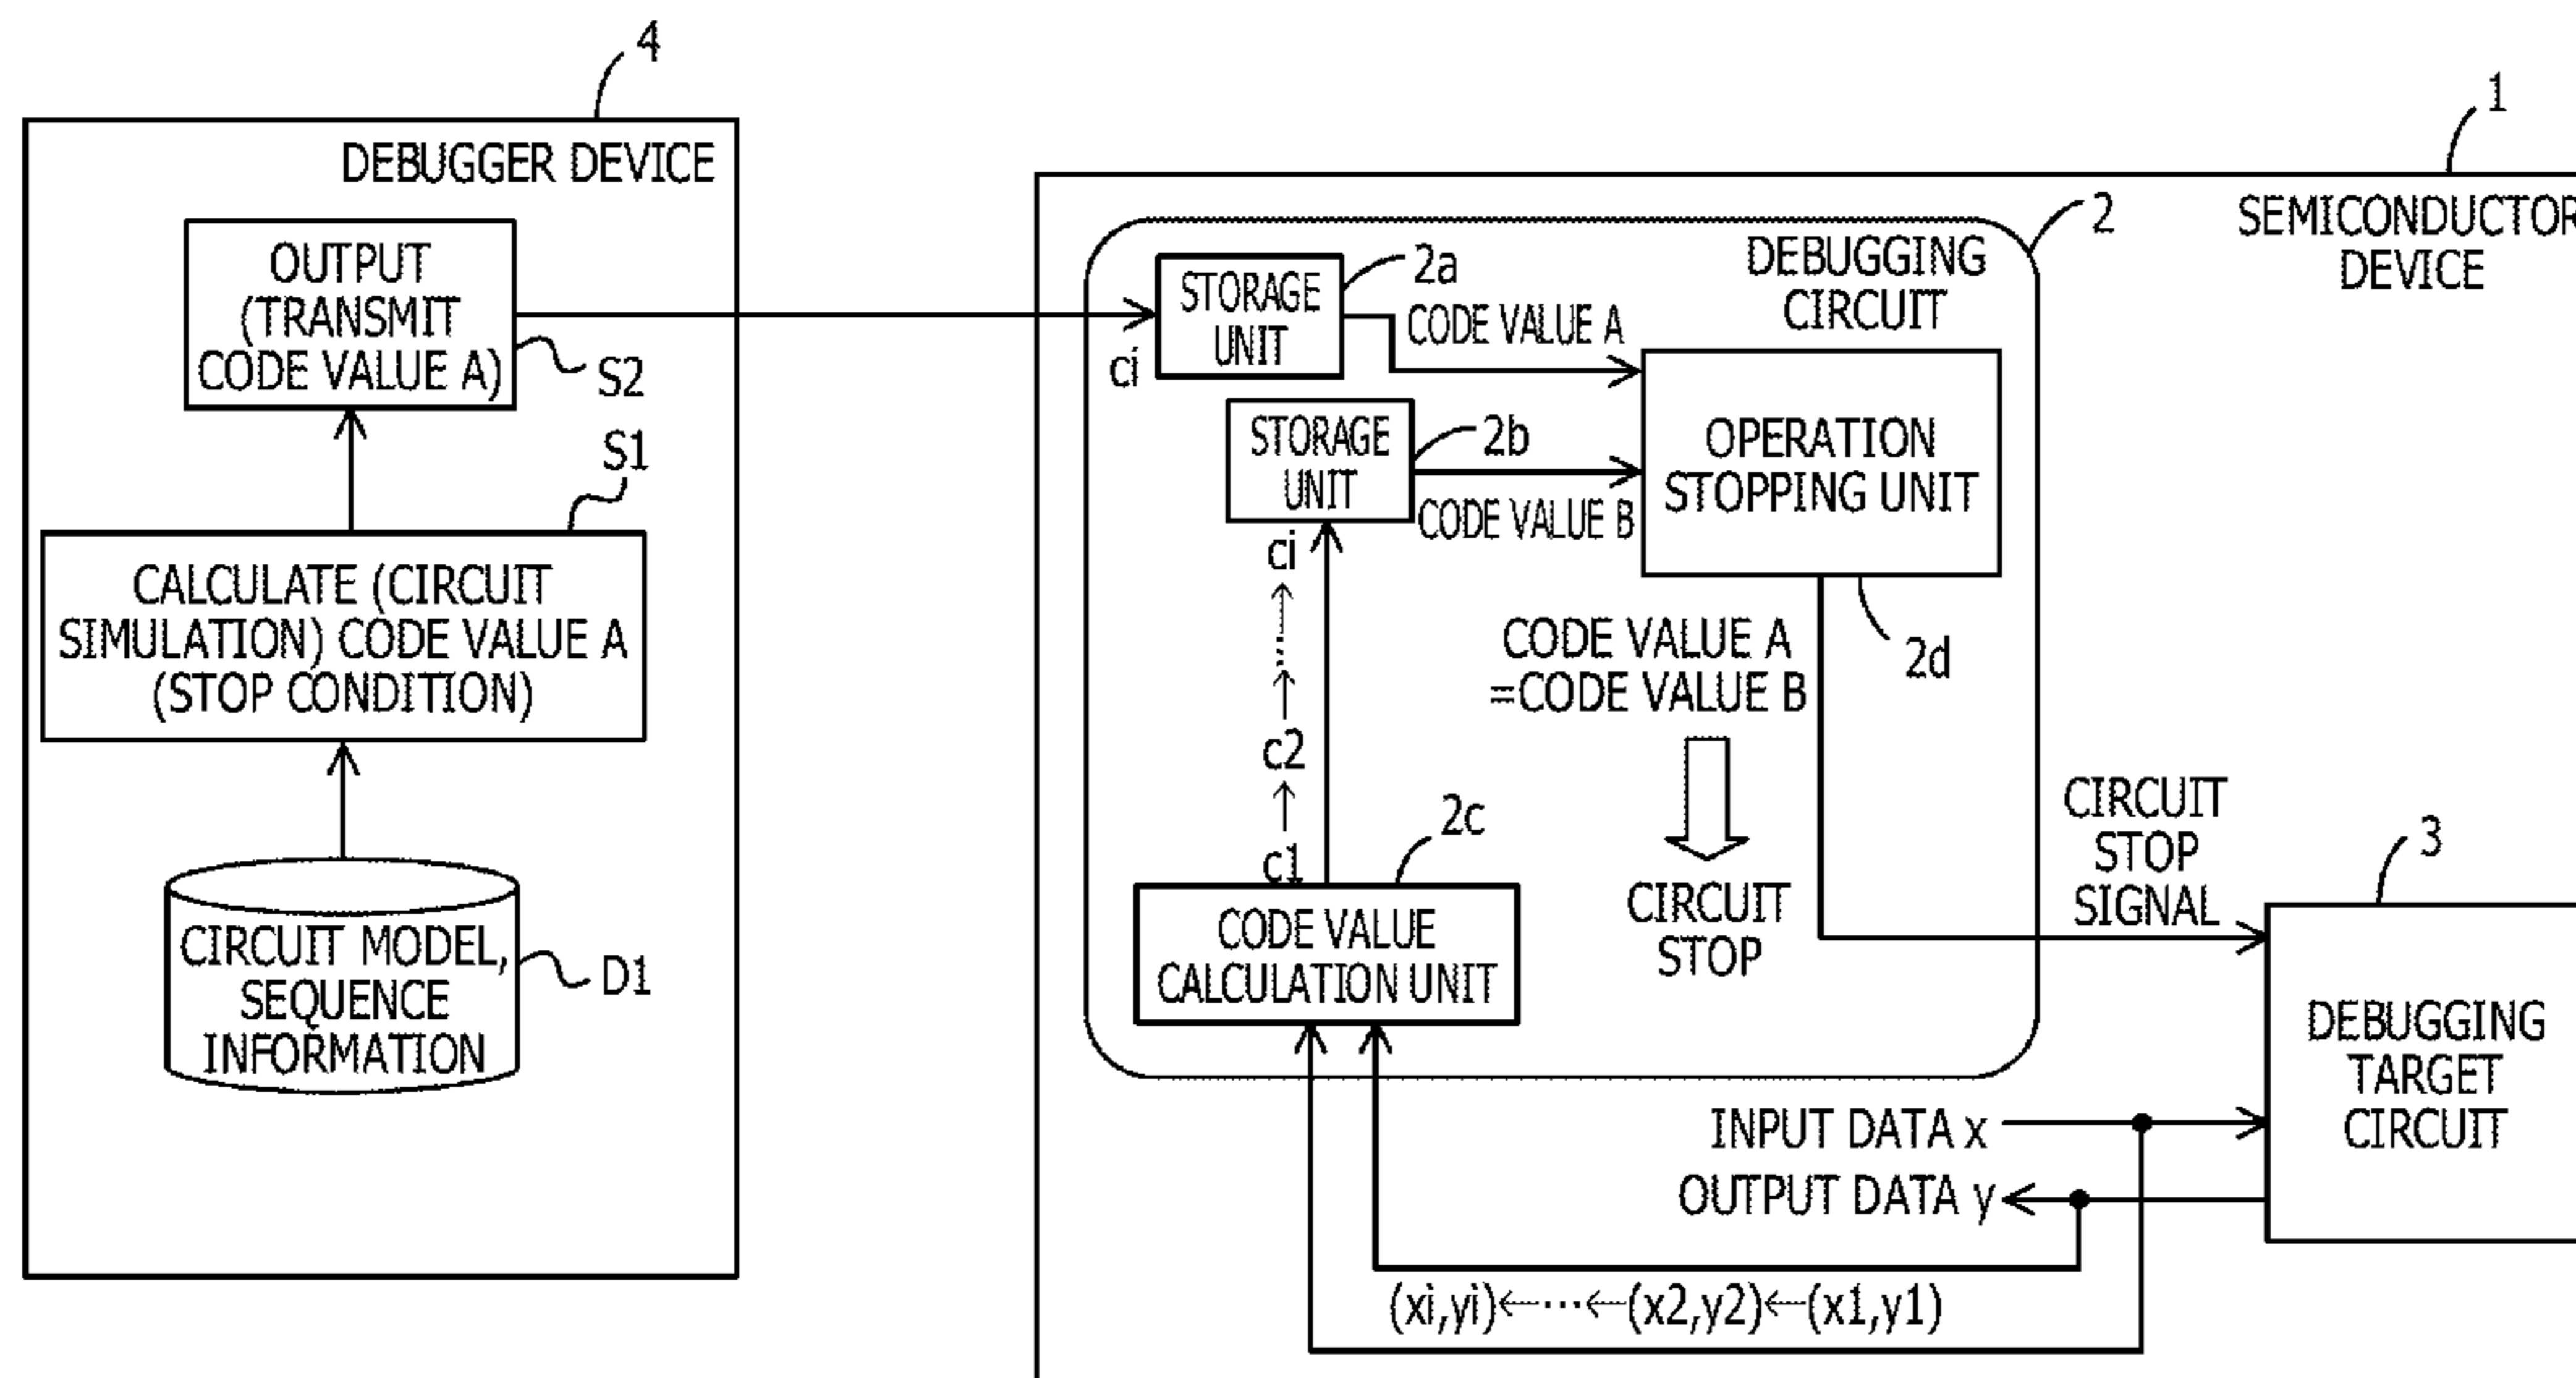 4
DEBUGGER DEVICE
OUTPUT
(TRANSMIT
CODE VALUE A)
S2
S1
CALCULATE (CIRCUIT
SIMULATION) CODE VALUE A
(STOP CONDITION)
CIRCUIT MODEL,
SEQUENCE
INFORMATION
D1
1
SEMICONDUCTOR
DEVICE
2
DEBUGGING
CIRCUIT
STORAGE
UNIT
2a
ci
CODE VALUE A
STORAGE
UNIT
2b
CODE VALUE B
OPERATION
STOPPING UNIT
2d
ci
c2
c1
CODE VALUE A
=CODE VALUE B
CIRCUIT
STOP
2c
CODE VALUE
CALCULATION UNIT
CIRCUIT
STOP
SIGNAL
3
DEBUGGING
TARGET
CIRCUIT
INPUT DATA x
OUTPUT DATA y
(xi,yi)←⋯←(x2,y2)←(x1,y1)